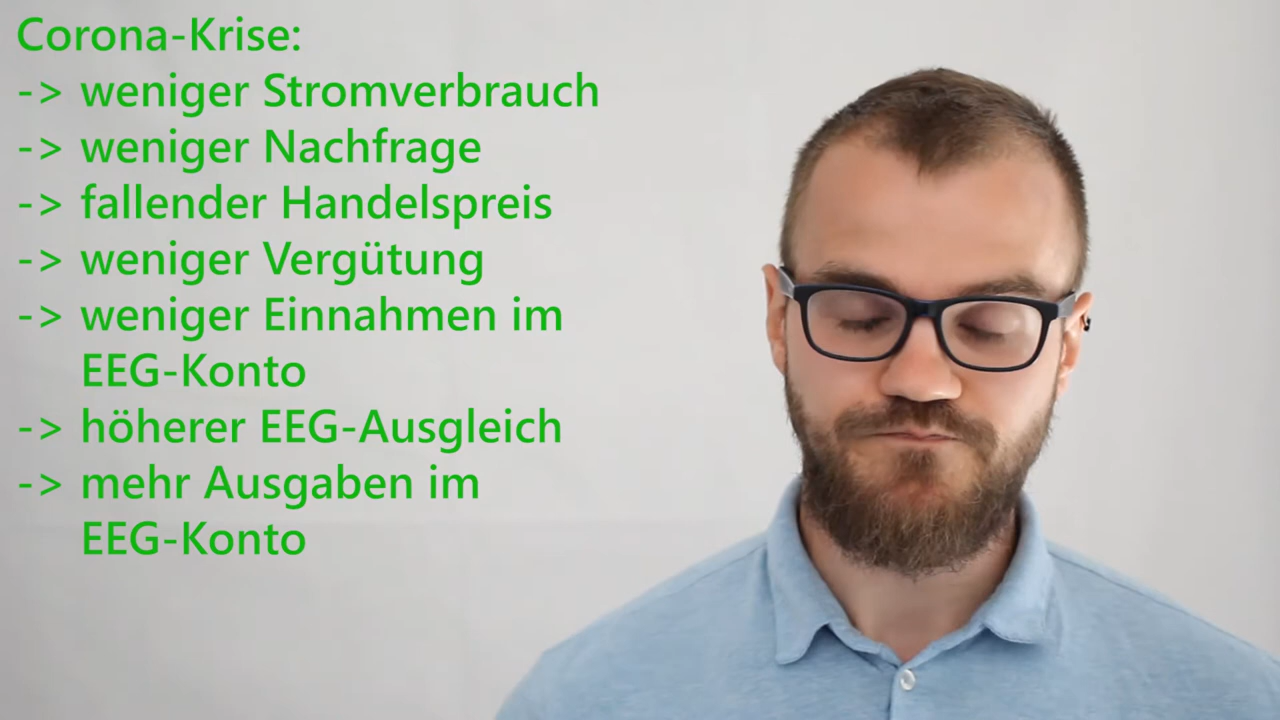 Corona-Krise:
-> weniger Stromverbrauch
-> weniger Nachfrage
-> fallender Handelspreis
-> weniger Vergütung
-> weniger Einnahmen im
EEG-Konto
-> höherer EEG-Ausgleich
-> mehr Ausgaben im
EEG-Konto